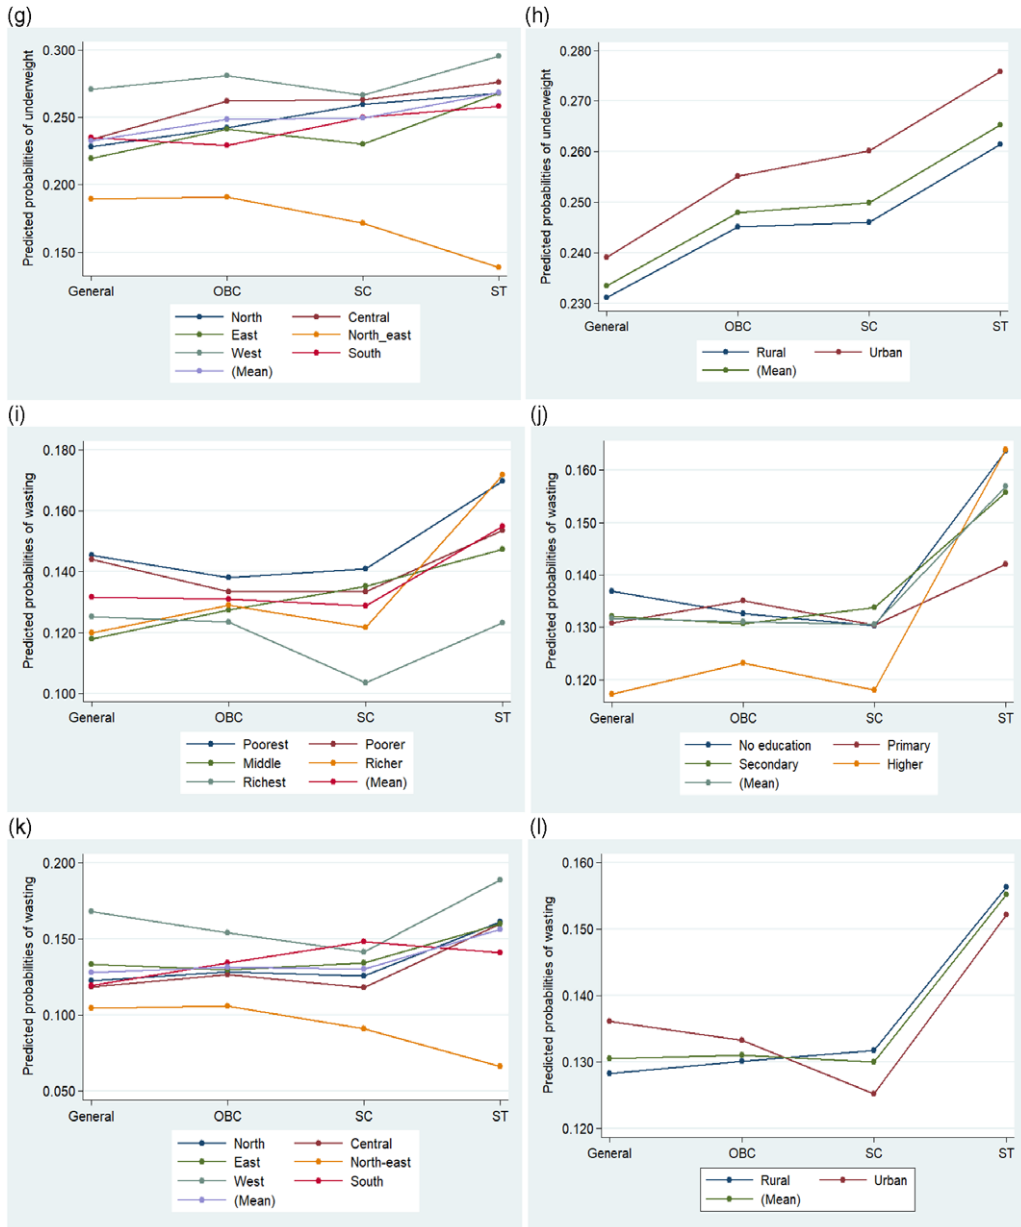 (g)
Predicted probabilities of underweight
0.300
0.250
0.200
0.150
General OBC SC ST
North Central
East North_east
West South
(Mean)
(h)
Predicted probabilities of underweight
0.280
0.270
0.260
0.250
0.240
0.230
General OBC SC ST
Rural Urban
(Mean)
(i)
Predicted probabilities of wasting
0.180
0.160
0.140
0.120
0.100
General OBC SC ST
Poorest Poorer
Middle Richer
Richest (Mean)
(j)
Predicted probabilities of wasting
0.160
0.150
0.140
0.130
0.120
General OBC SC ST
No education Primary
Secondary Higher
(Mean)
(k)
Predicted probabilities of wasting
0.200
0.150
0.100
0.050
General OBC SC ST
North Central
East North-east
West South
(Mean)
(l)
Predicted probabilities of wasting
0.160
0.150
0.140
0.130
0.120
General OBC SC ST
Rural Urban
(Mean)